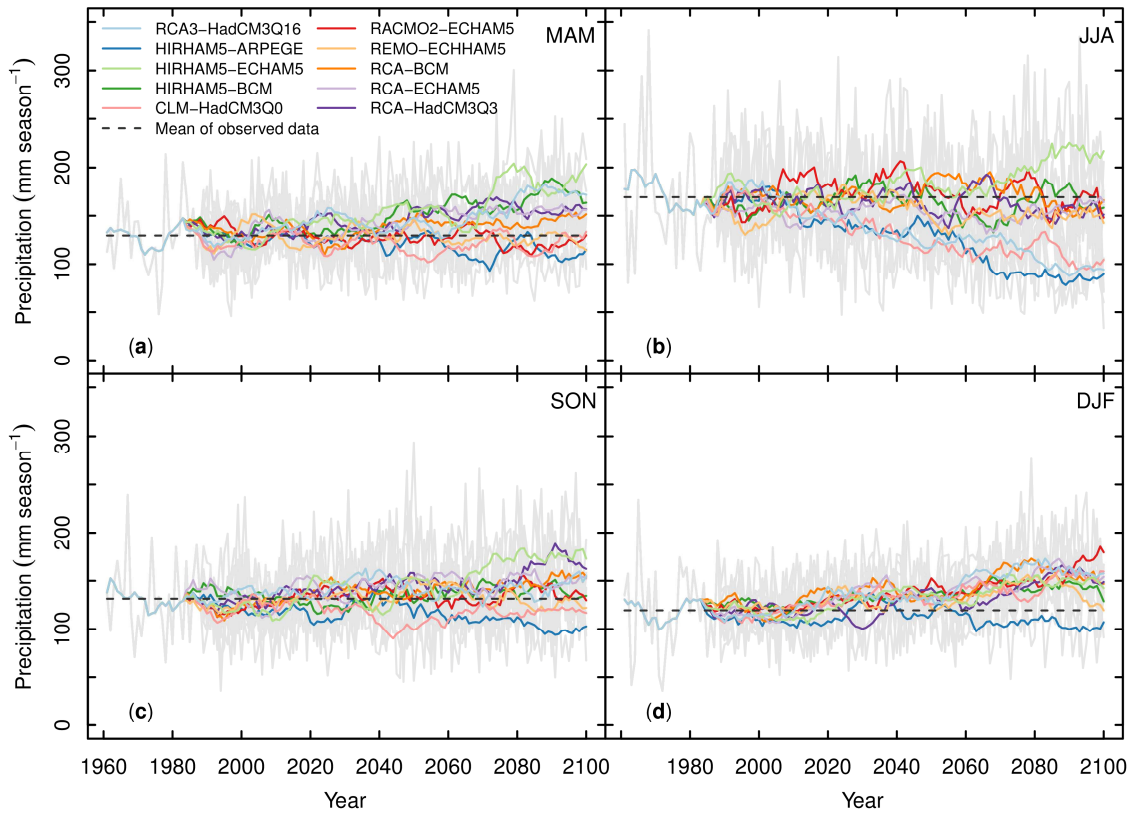 RCA3−HadCM3Q16
HIRHAM5−ARPEGE
HIRHAM5−ECHAM5
HIRHAM5−BCM
CLM−HadCM3Q0
Mean of observed data
RACMO2−ECHAM5
REMO−ECHHAM5
RCA−BCM
RCA−ECHAM5
RCA−HadCM3Q3
MAM
JJA
Precipitation (mm season⁻¹)
300
200
100
0
(a)
(b)
SON
DJF
Precipitation (mm season⁻¹)
300
200
100
0
(c)
(d)
1960 1980 2000 2020 2040 2060 2080 2100
1980 2000 2020 2040 2060 2080 2100
Year
Year